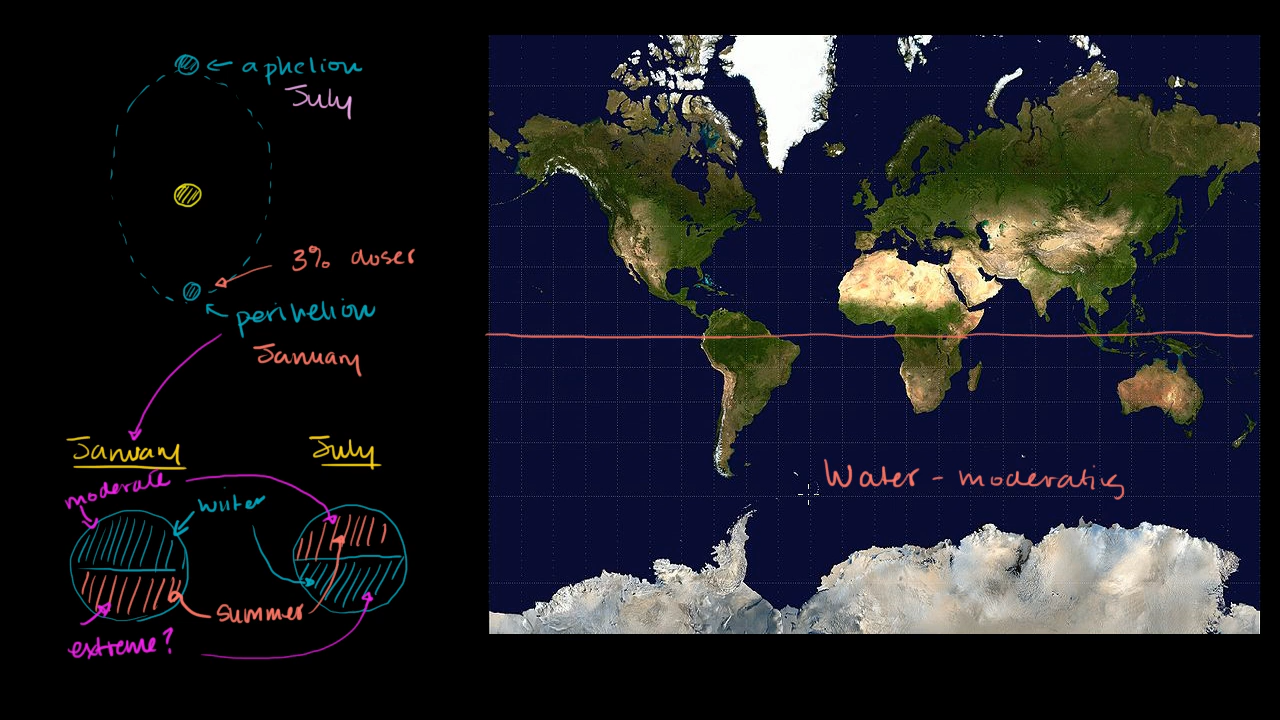 aphelion
July
3% closer
perihelion
January
January
July
moderate
winter
summer
extreme?
Water - moderating